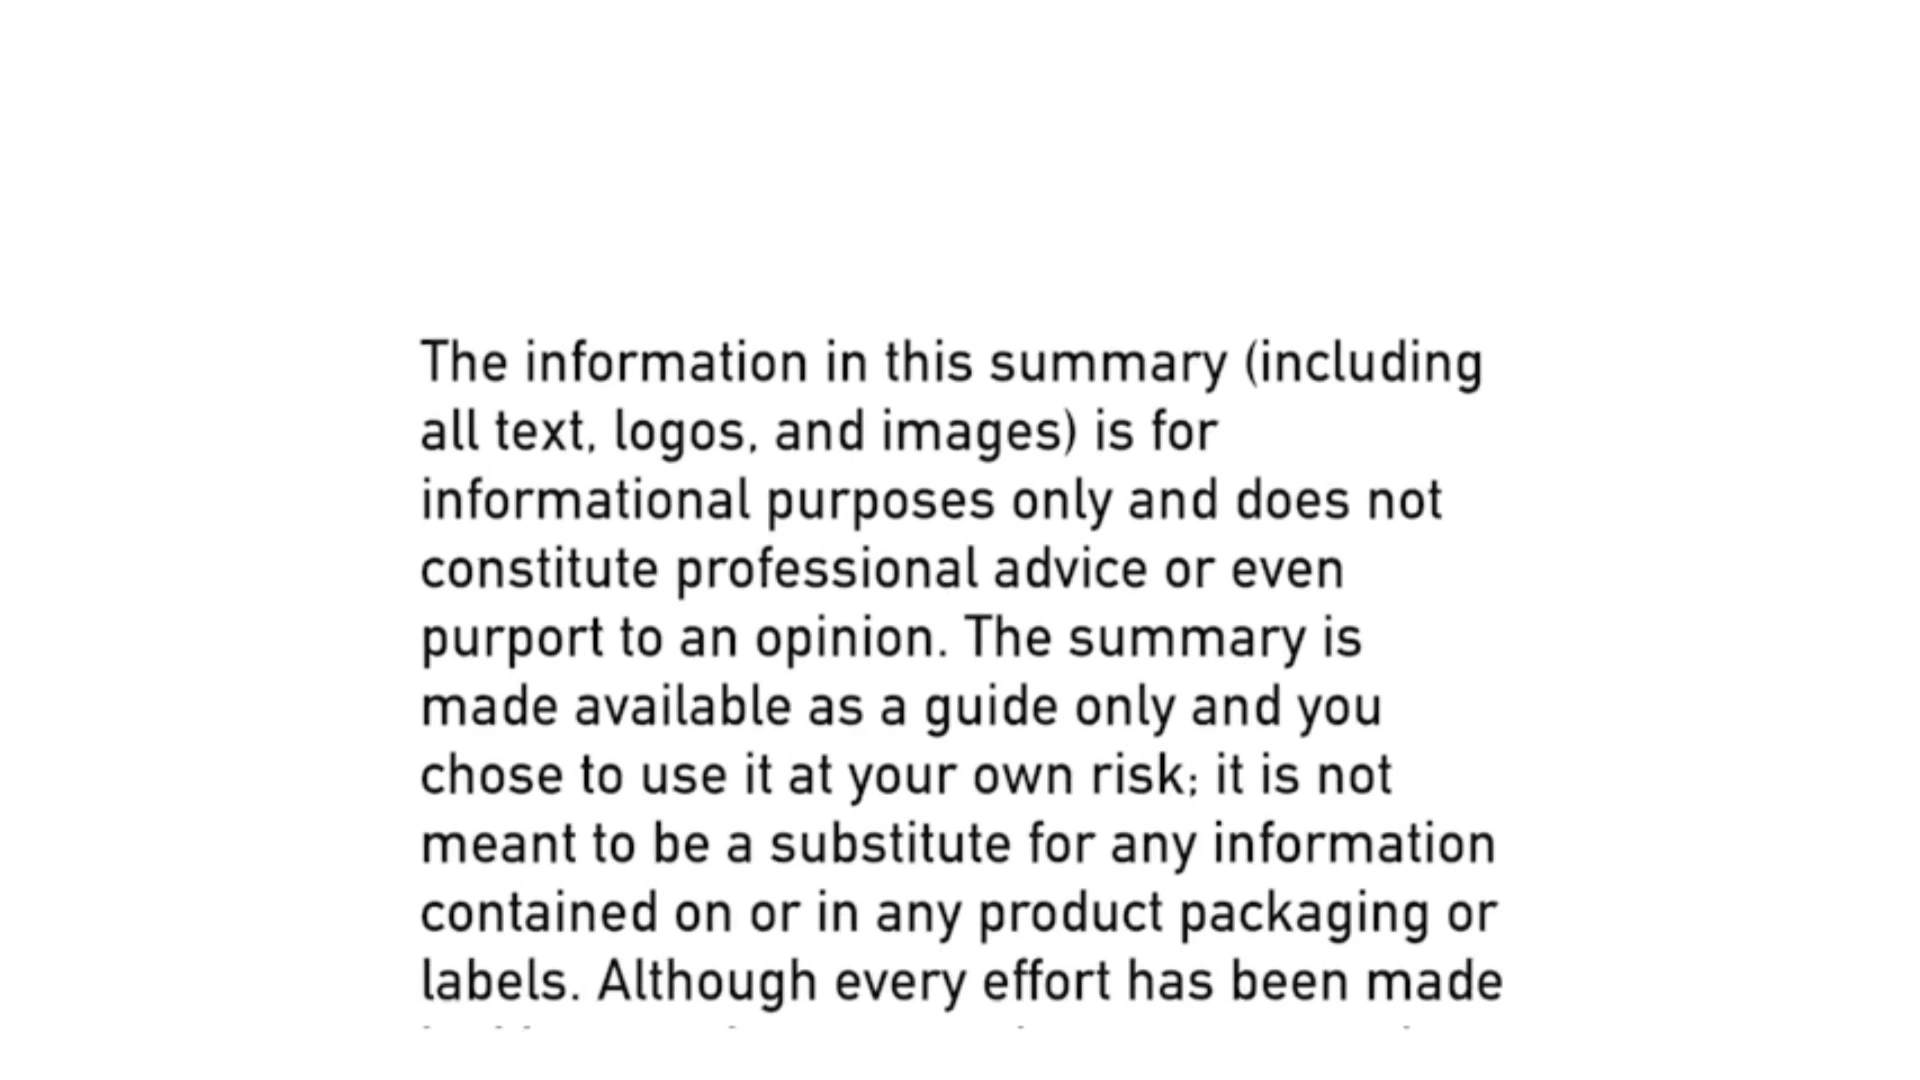 The information in this summary (including
all text, logos, and images) is for
informational purposes only and does not
constitute professional advice or even
purport to an opinion. The summary is
made available as a guide only and you
chose to use it at your own risk; it is not
meant to be a substitute for any information
contained on or in any product packaging or
labels. Although every effort has been made